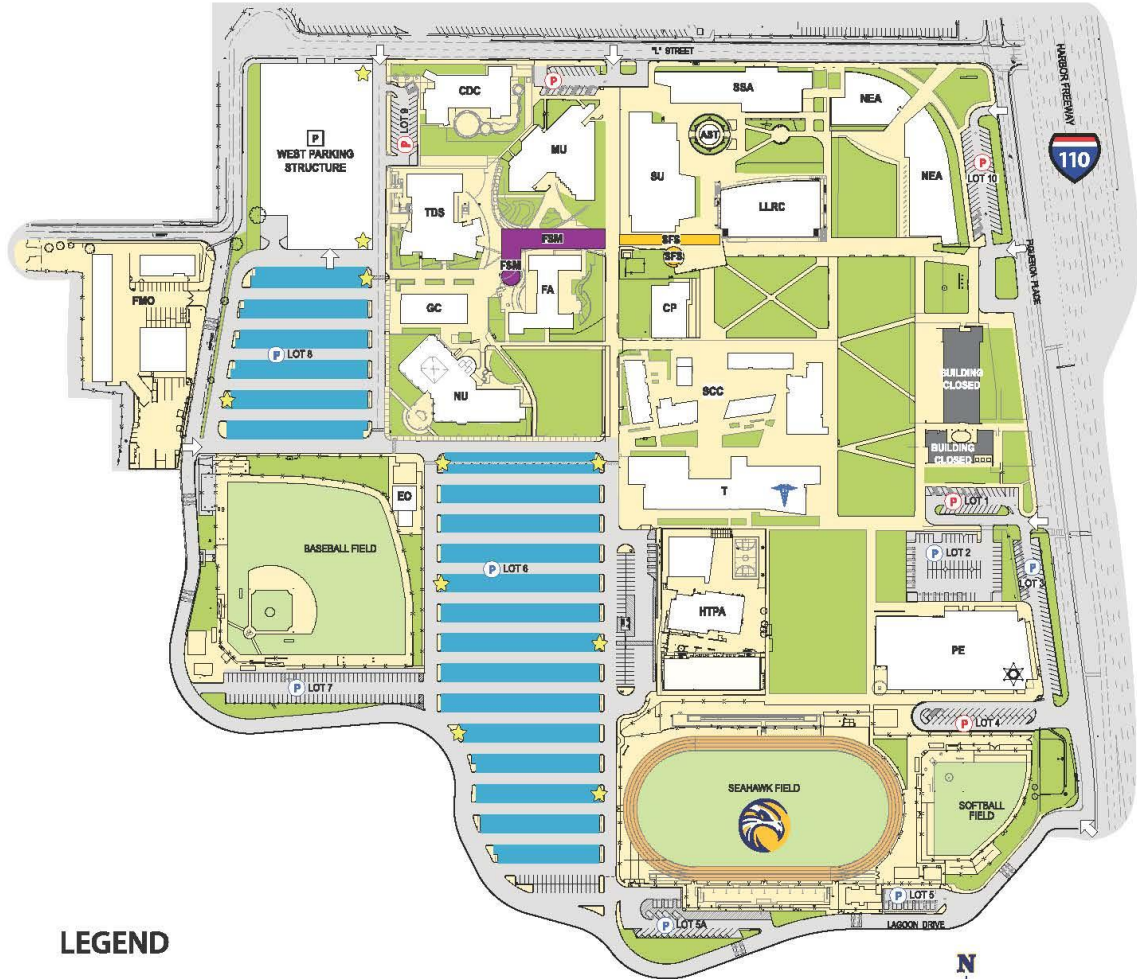 "L" STREET
HARBOR FREEWAY
110
CDC
P
SSA
NEA
LOT 9
P
P
WEST PARKING
STRUCTURE
AST
MU
SU
NEA
P
LOT 10
TDS
LLRC
FSM
SFS
FSM
SFS
FIGUEROA PLACE
FMO
FA
GC
CP
P LOT 8
BUILDING
CLOSED
NU
SCC
BUILDING
CLOSED
EO
T
P LOT 1
P LOT 2
P
LOT 3
BASEBALL FIELD
P LOT 6
HTPA
PE
P LOT 7
P LOT 4
SEAHAWK FIELD
SOFTBALL
FIELD
P LOT 5
P LOT 5A
LAGOON DRIVE
LEGEND
N